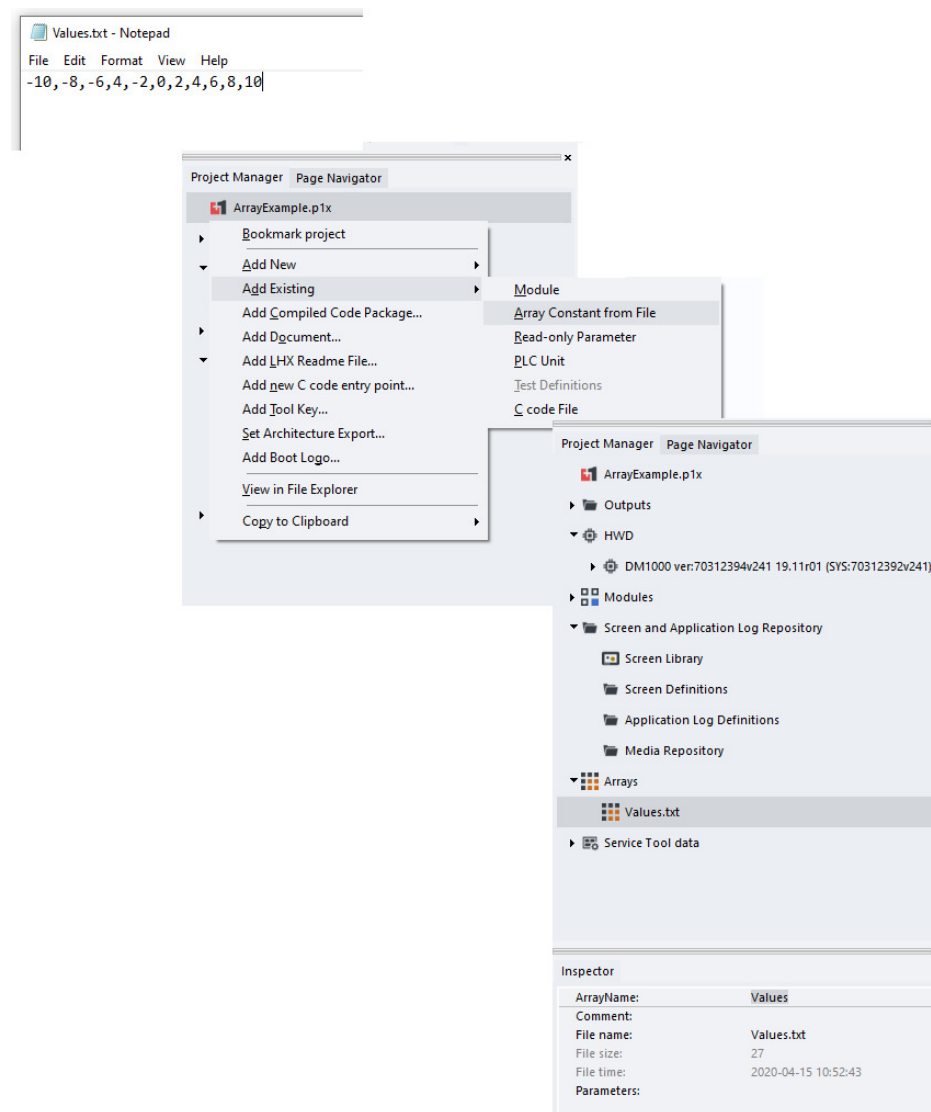 Values.txt - Notepad
File Edit Format View Help
-10,-8,-6,4,-2,0,2,4,6,8,10
Project Manager Page Navigator
ArrayExample.p1x
Bookmark project
Add New
Add Existing
Add Compiled Code Package...
Add Document...
Add LHX Readme File...
Add new C code entry point...
Add Tool Key...
Set Architecture Export...
Add Boot Logo...
View in File Explorer
Copy to Clipboard
Module
Array Constant from File
Read-only Parameter
PLC Unit
Test Definitions
C code File
Project Manager Page Navigator
ArrayExample.p1x
Outputs
HWD
DM1000 ver:70312394v241 19.11r01 (SYS:70312392v241)
Modules
Screen and Application Log Repository
Screen Library
Screen Definitions
Application Log Definitions
Media Repository
Arrays
Values.txt
Service Tool data
Inspector
ArrayName: Values
Comment:
File name: Values.txt
File size: 27
File time: 2020-04-15 10:52:43
Parameters: